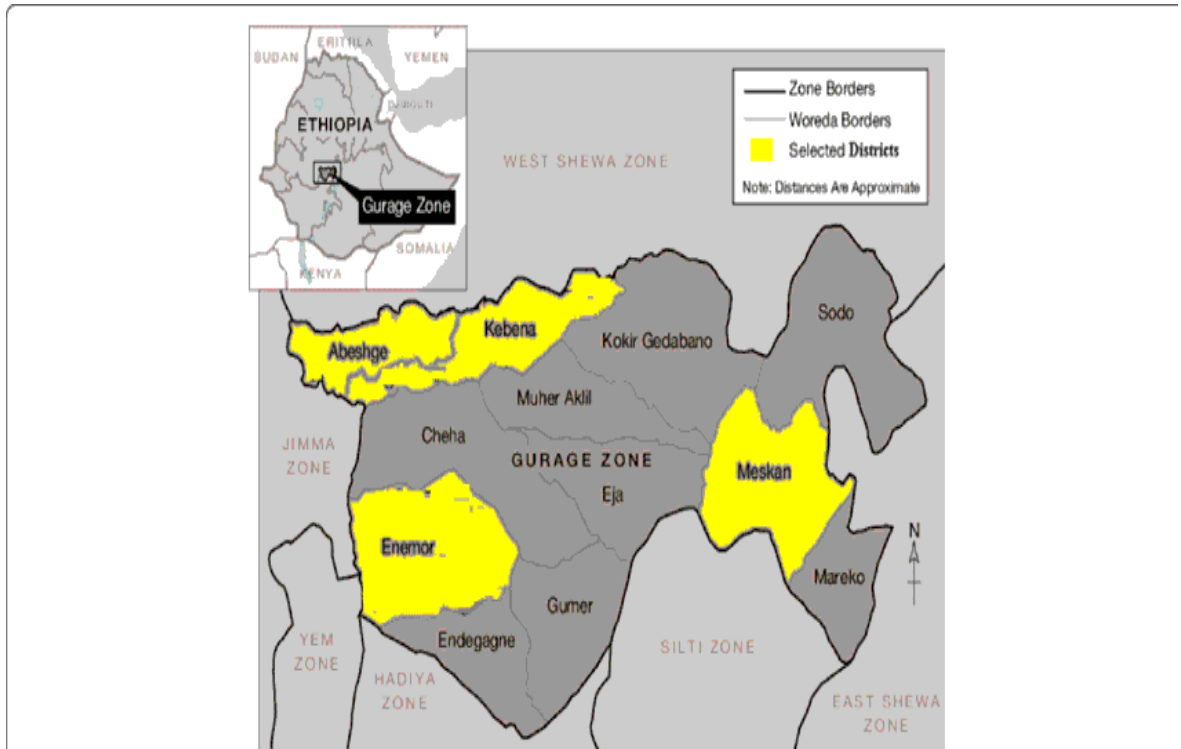 ERITREA
SUDAN
YEMEN
DJIBOUTI
ETHIOPIA
Gurage Zone
SOMALIA
KENYA
Zone Borders
Woreda Borders
Selected Districts
Note: Distances Are Approximate
WEST SHEWA ZONE
Sodo
Kebena
Kokir Gedabano
Abeshge
Muher Aklil
Cheha
JIMMA
ZONE
GURAGE ZONE
Meskan
Eja
N
Enemor
Mareko
Gumer
Endegagne
YEM
ZONE
SILTI ZONE
HADIYA
ZONE
EAST SHEWA
ZONE